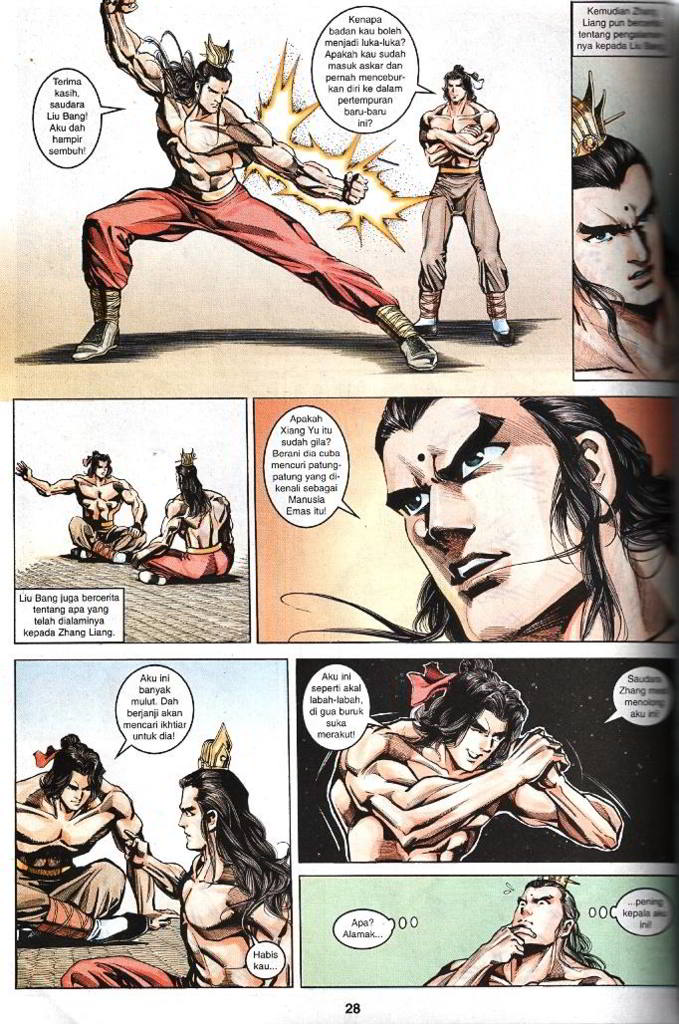 Terima
kasih,
saudara
Liu Bang!
Aku dah
hampir
sembuh!
Kenapa
badan kau boleh
menjadi luka-luka?
Apakah kau sudah
masuk askar dan
pernah mencebur-
kan diri ke dalam
pertempuran
baru-baru
ini?
Kemudian Zhang
Liang pun
tentang
nya kepada Liu
Liu Bang juga bercerita
tentang apa yang
telah dialaminya
kepada Zhang Liang.
Apakah
Xiang Yu itu
sudah gila?
Berani dia cuba
mencuri patung-
patung yang di-
kenali sebagai
Manusia
Emas itu!
Aku ini
banyak
mulut. Dah
berjanji akan
mencari ikhtiar
untuk dia!
Habis
kau...
Aku ini
seperti akal
labah-labah,
di gua buruk
suka
merakut!
Saudara
Zhang
menolong
aku ini!
Apa?
Alamak...
...pening
kepala aku
ini!
28